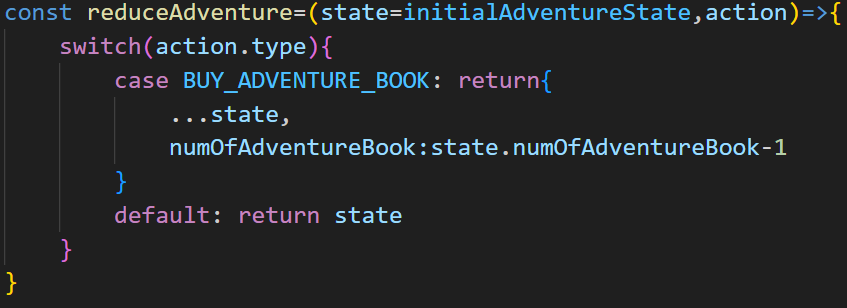 const reduceAdventure=(state=initialAdventureState,action)=>{
    switch(action.type){
        case BUY_ADVENTURE_BOOK: return{
            ...state,
            numOfAdventureBook:state.numOfAdventureBook-1
        }
        default: return state
    }
}